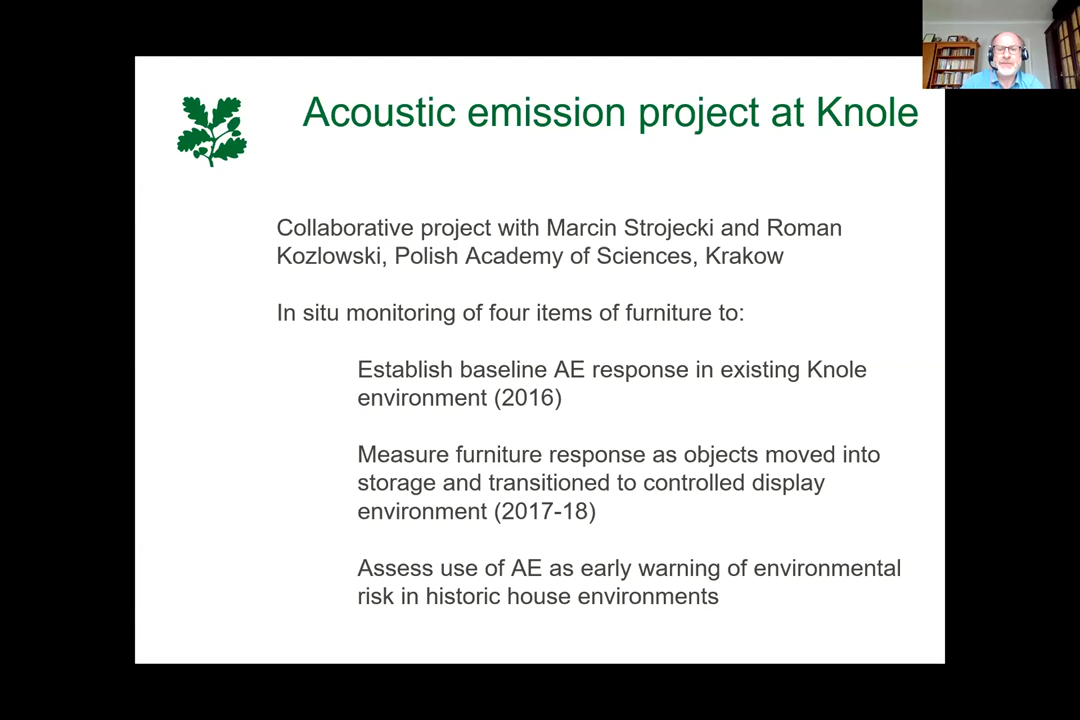 Acoustic emission project at Knole
Collaborative project with Marcin Strojecki and Roman
Kozlowski, Polish Academy of Sciences, Krakow
In situ monitoring of four items of furniture to:
Establish baseline AE response in existing Knole
environment (2016)
Measure furniture response as objects moved into
storage and transitioned to controlled display
environment (2017-18)
Assess use of AE as early warning of environmental
risk in historic house environments